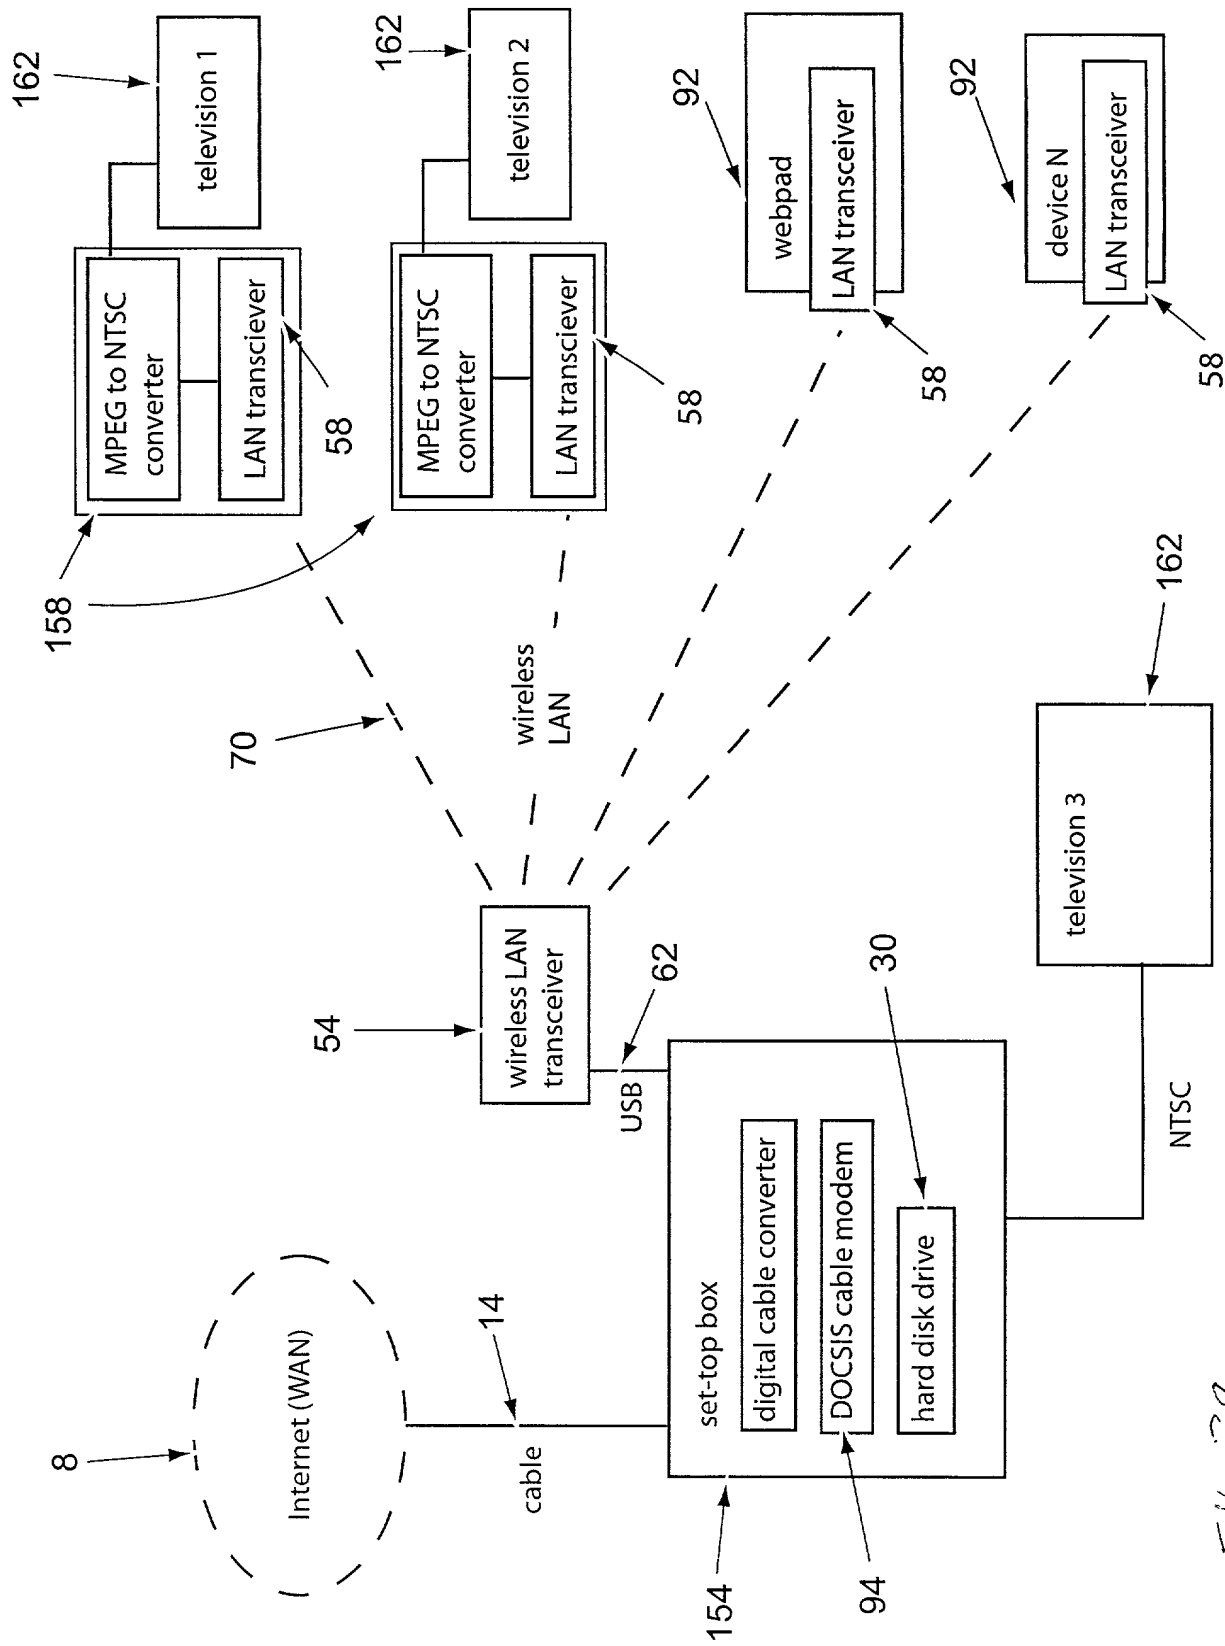 8
Internet (WAN)
14
cable
154
set-top box
digital cable converter
DOCSIS cable modem
94
hard disk drive
30
USB
62
54
wireless LAN
transceiver
70
wireless
LAN
NTSC
television 3
162
158
MPEG to NTSC
converter
LAN transciever
58
television 1
162
MPEG to NTSC
converter
LAN transciever
58
television 2
162
webpad
LAN transceiver
92
58
device N
LAN transceiver
92
58